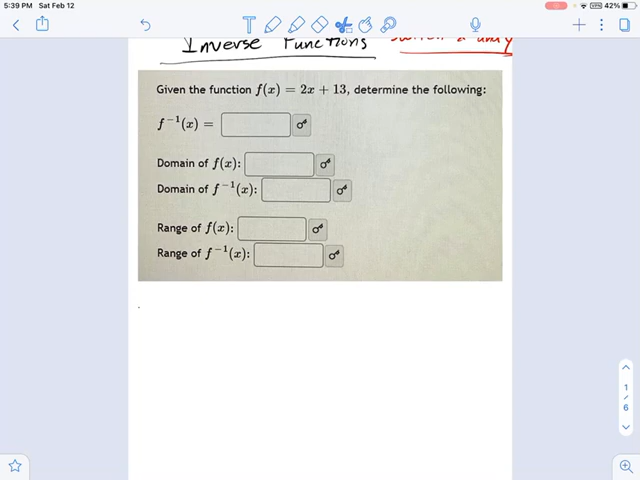 5:39 PM Sat Feb 12
VPN 42%
Inverse Functions
Given the function f(x) = 2x + 13, determine the following:
f⁻¹(x) =
Domain of f(x):
Domain of f⁻¹(x):
Range of f(x):
Range of f⁻¹(x):
1
/
6